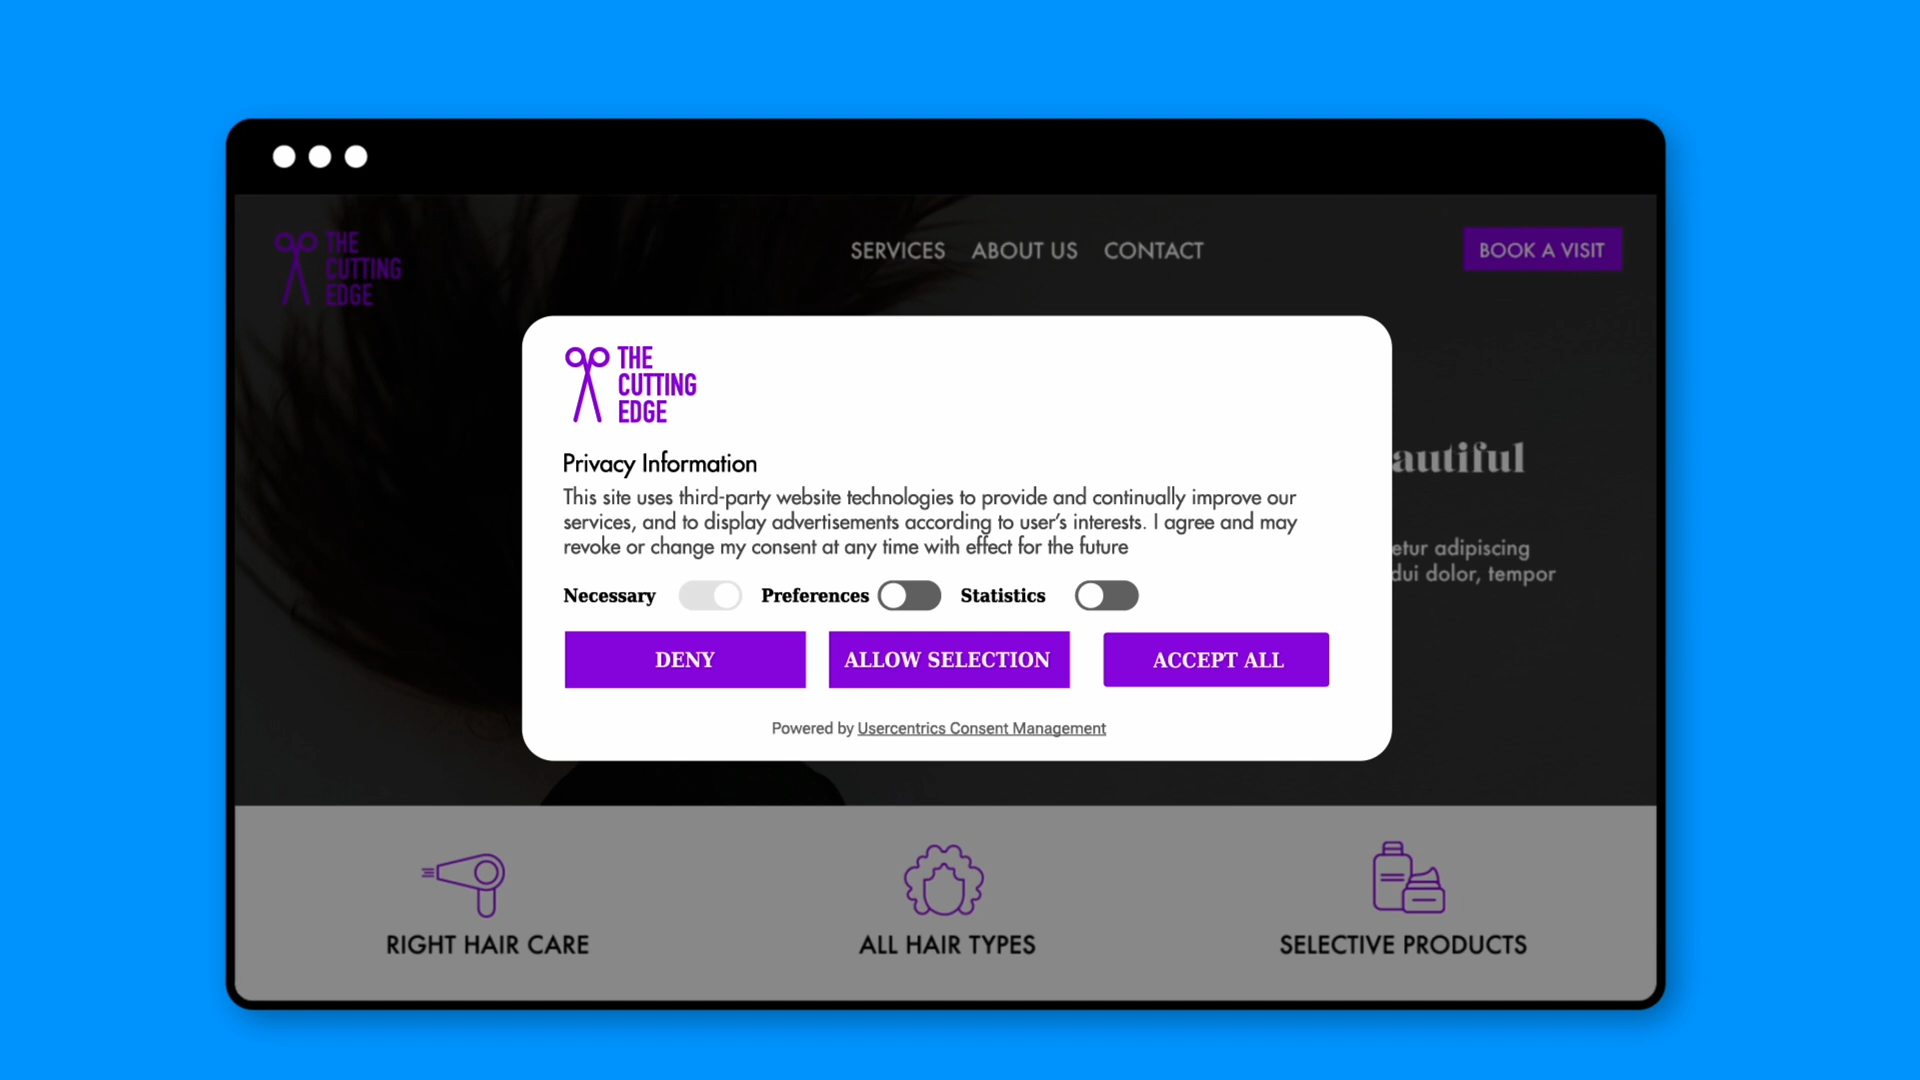 THE
CUTTING
EDGE
SERVICES ABOUT US CONTACT
BOOK A VISIT
THE
CUTTING
EDGE
Privacy Information
This site uses third-party website technologies to provide and continually improve our
services, and to display advertisements according to user's interests. I agree and may
revoke or change my consent at any time with effect for the future
Necessary Preferences Statistics
DENY ALLOW SELECTION ACCEPT ALL
Powered by Usercentrics Consent Management
autiful
etur adipiscing
dui dolor, tempor
RIGHT HAIR CARE
ALL HAIR TYPES
SELECTIVE PRODUCTS